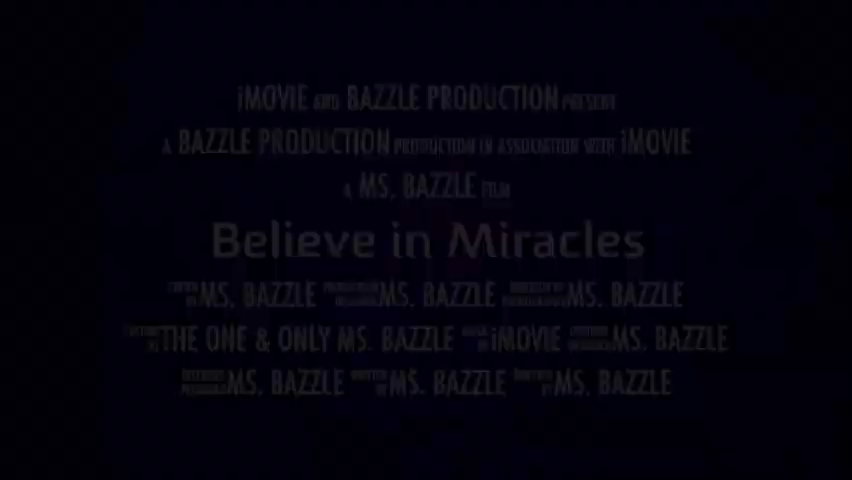 iMOVIE AND BAZZLE PRODUCTION PRESENT
A BAZZLE PRODUCTION PRODUCTION IN ASSOCIATION WITH iMOVIE
A MS. BAZZLE FILM
Believe in Miracles
MS. BAZZLE MS. BAZZLE MS. BAZZLE
THE ONE & ONLY MS. BAZZLE iMOVIE MS. BAZZLE
MS. BAZZLE MS. BAZZLE MS. BAZZLE